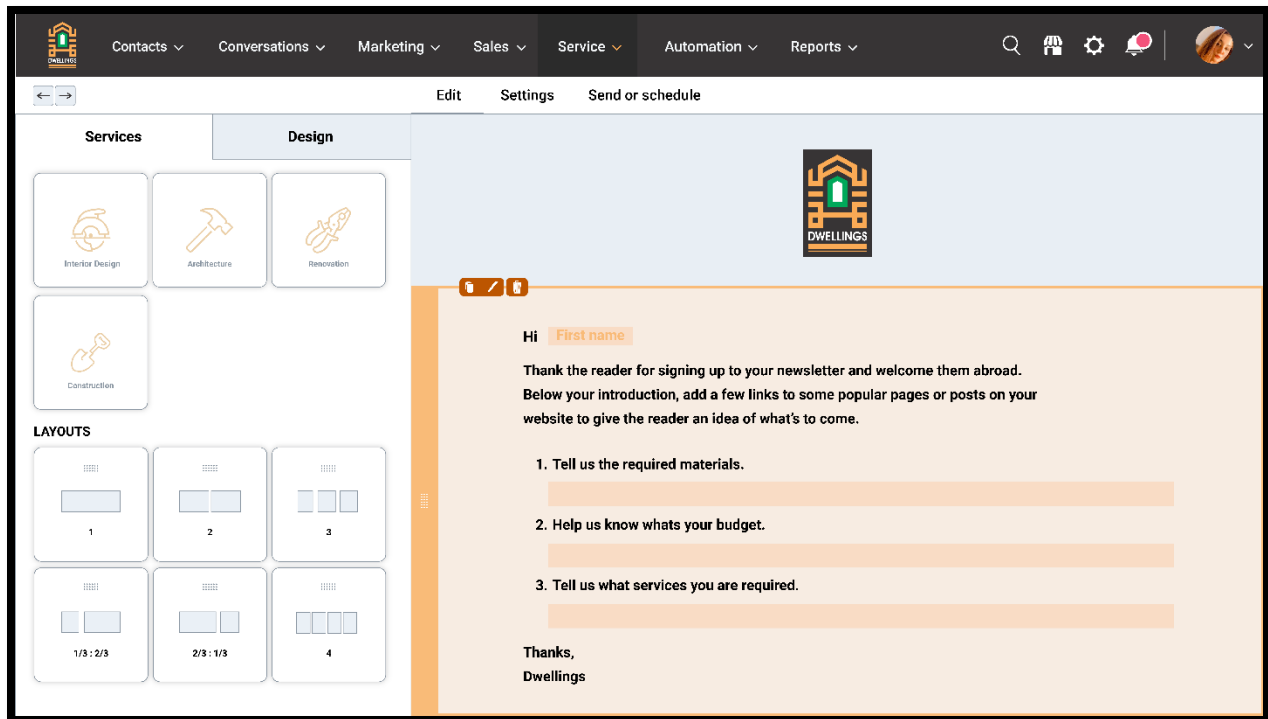 DWELLINGS
Contacts Conversations Marketing Sales Service Automation Reports
Edit Settings Send or schedule
Services Design
Interior Design Architecture Renovation
Construction
LAYOUTS
1 2 3
1/3 : 2/3 2/3 : 1/3 4
DWELLINGS
Hi First name
Thank the reader for signing up to your newsletter and welcome them abroad.
Below your introduction, add a few links to some popular pages or posts on your
website to give the reader an idea of what's to come.
1. Tell us the required materials.
2. Help us know whats your budget.
3. Tell us what services you are required.
Thanks,
Dwellings